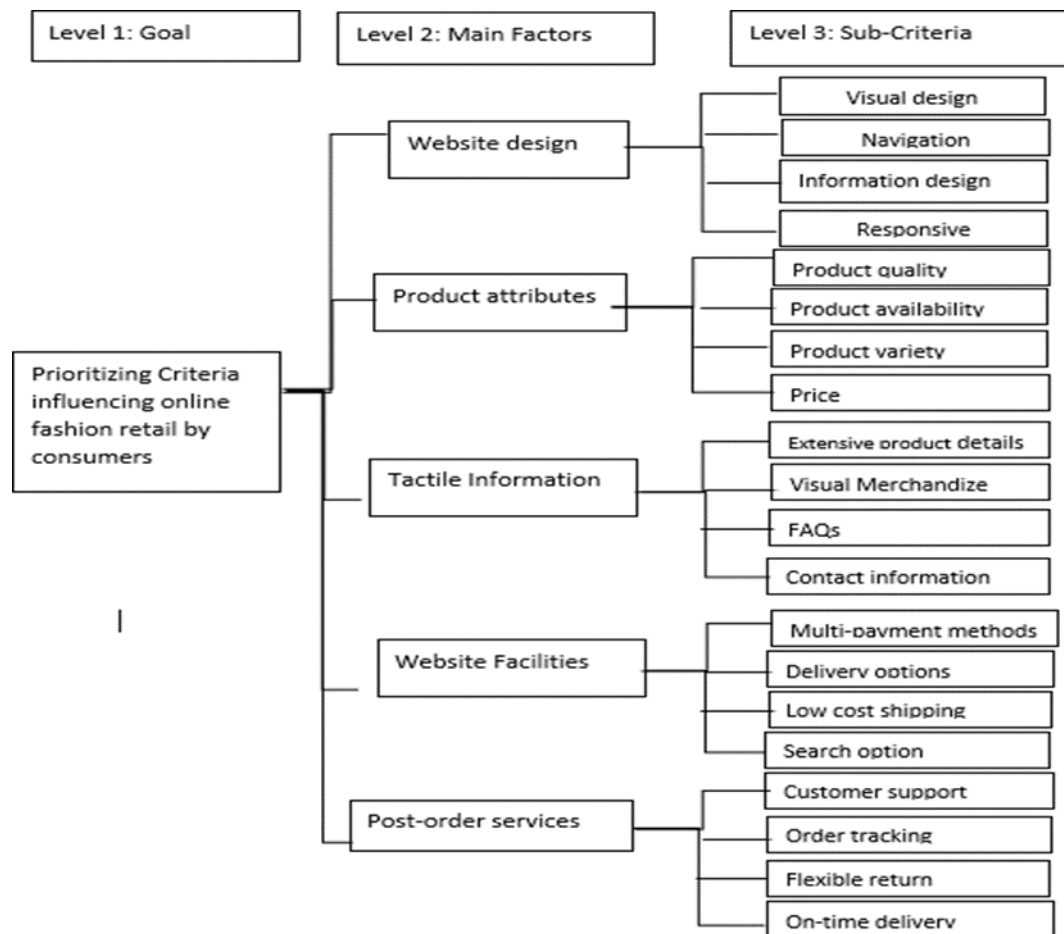 Level 1: Goal
Level 2: Main Factors
Level 3: Sub-Criteria
Prioritizing Criteria
influencing online
fashion retail by
consumers
Website design
Visual design
Navigation
Information design
Responsive
Product attributes
Product quality
Product availability
Product variety
Price
Tactile Information
Extensive product details
Visual Merchandize
FAQs
Contact information
Website Facilities
Multi-payment methods
Delivery options
Low cost shipping
Search option
Post-order services
Customer support
Order tracking
Flexible return
On-time delivery